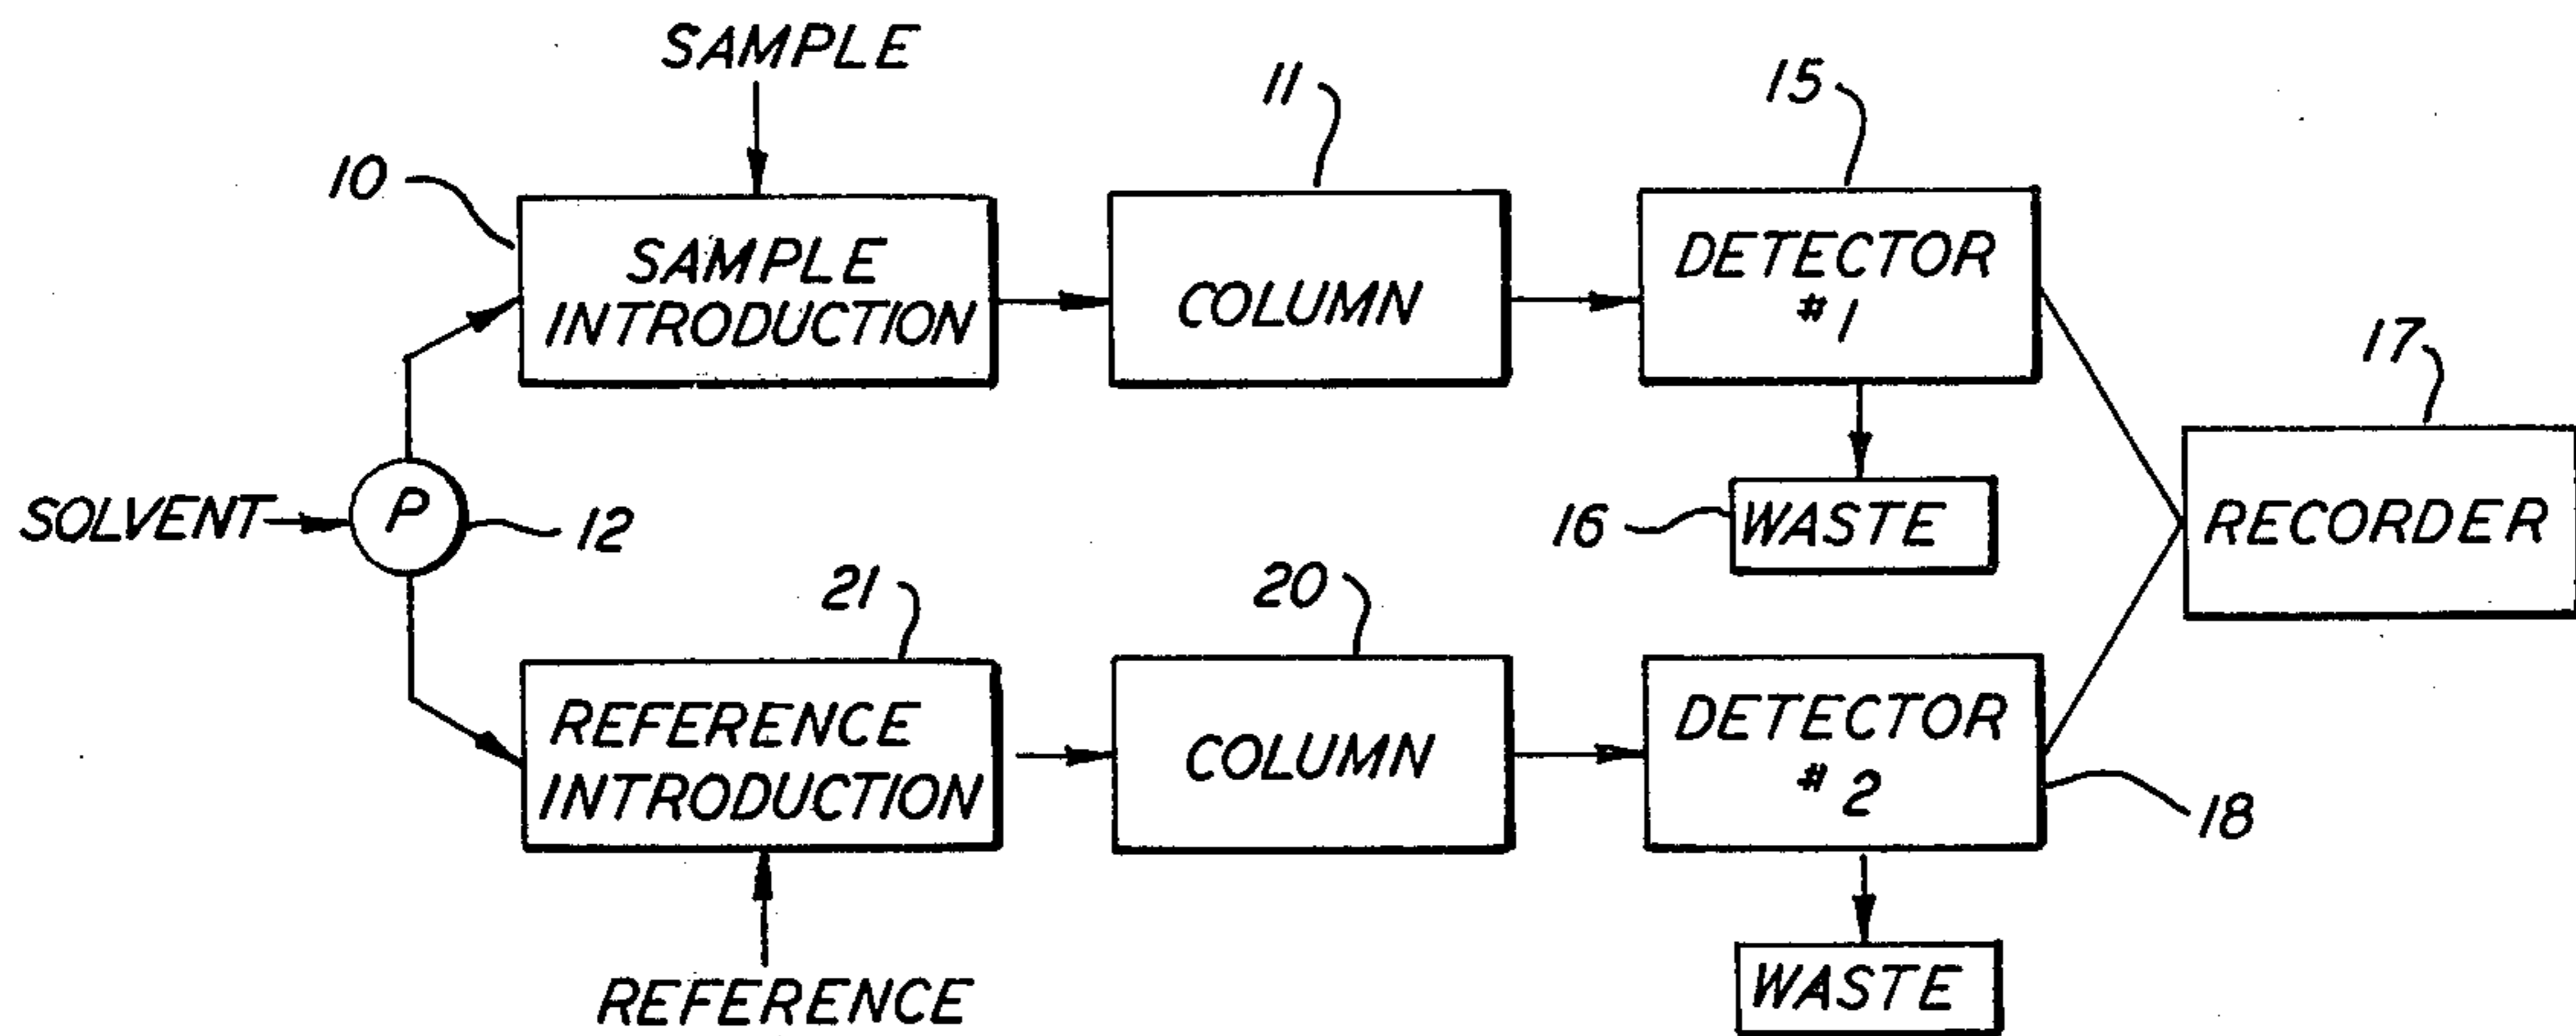 SAMPLE
10
11
15
SAMPLE
INTRODUCTION
COLUMN
DETECTOR
#1
17
SOLVENT
P
12
16
WASTE
RECORDER
21
20
REFERENCE
INTRODUCTION
COLUMN
DETECTOR
#2
18
REFERENCE
WASTE